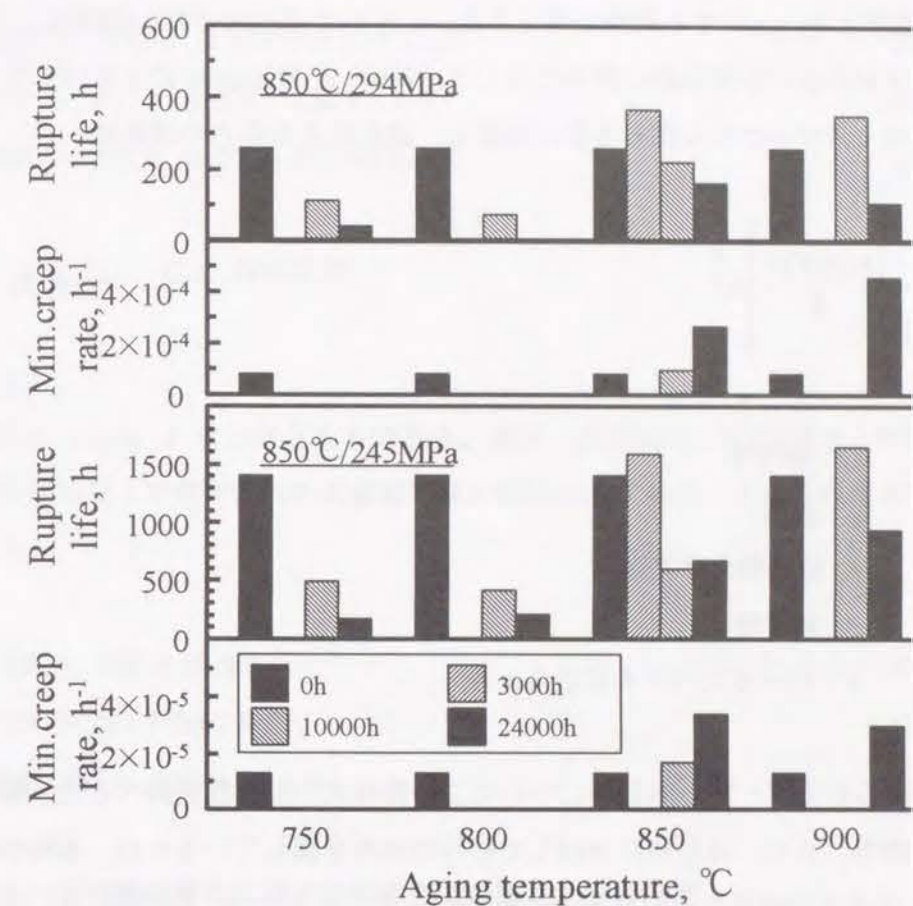 600
850℃/294MPa
400
200
0
Rupture
life, h
4×10⁻⁴
2×10⁻⁴
0
Min.creep
rate, h⁻¹
850℃/245MPa
1500
1000
500
0
Rupture
life, h
0h
3000h
10000h
24000h
4×10⁻⁵
2×10⁻⁵
0
Min.creep
rate, h⁻¹
750
800
850
900
Aging temperature, ℃